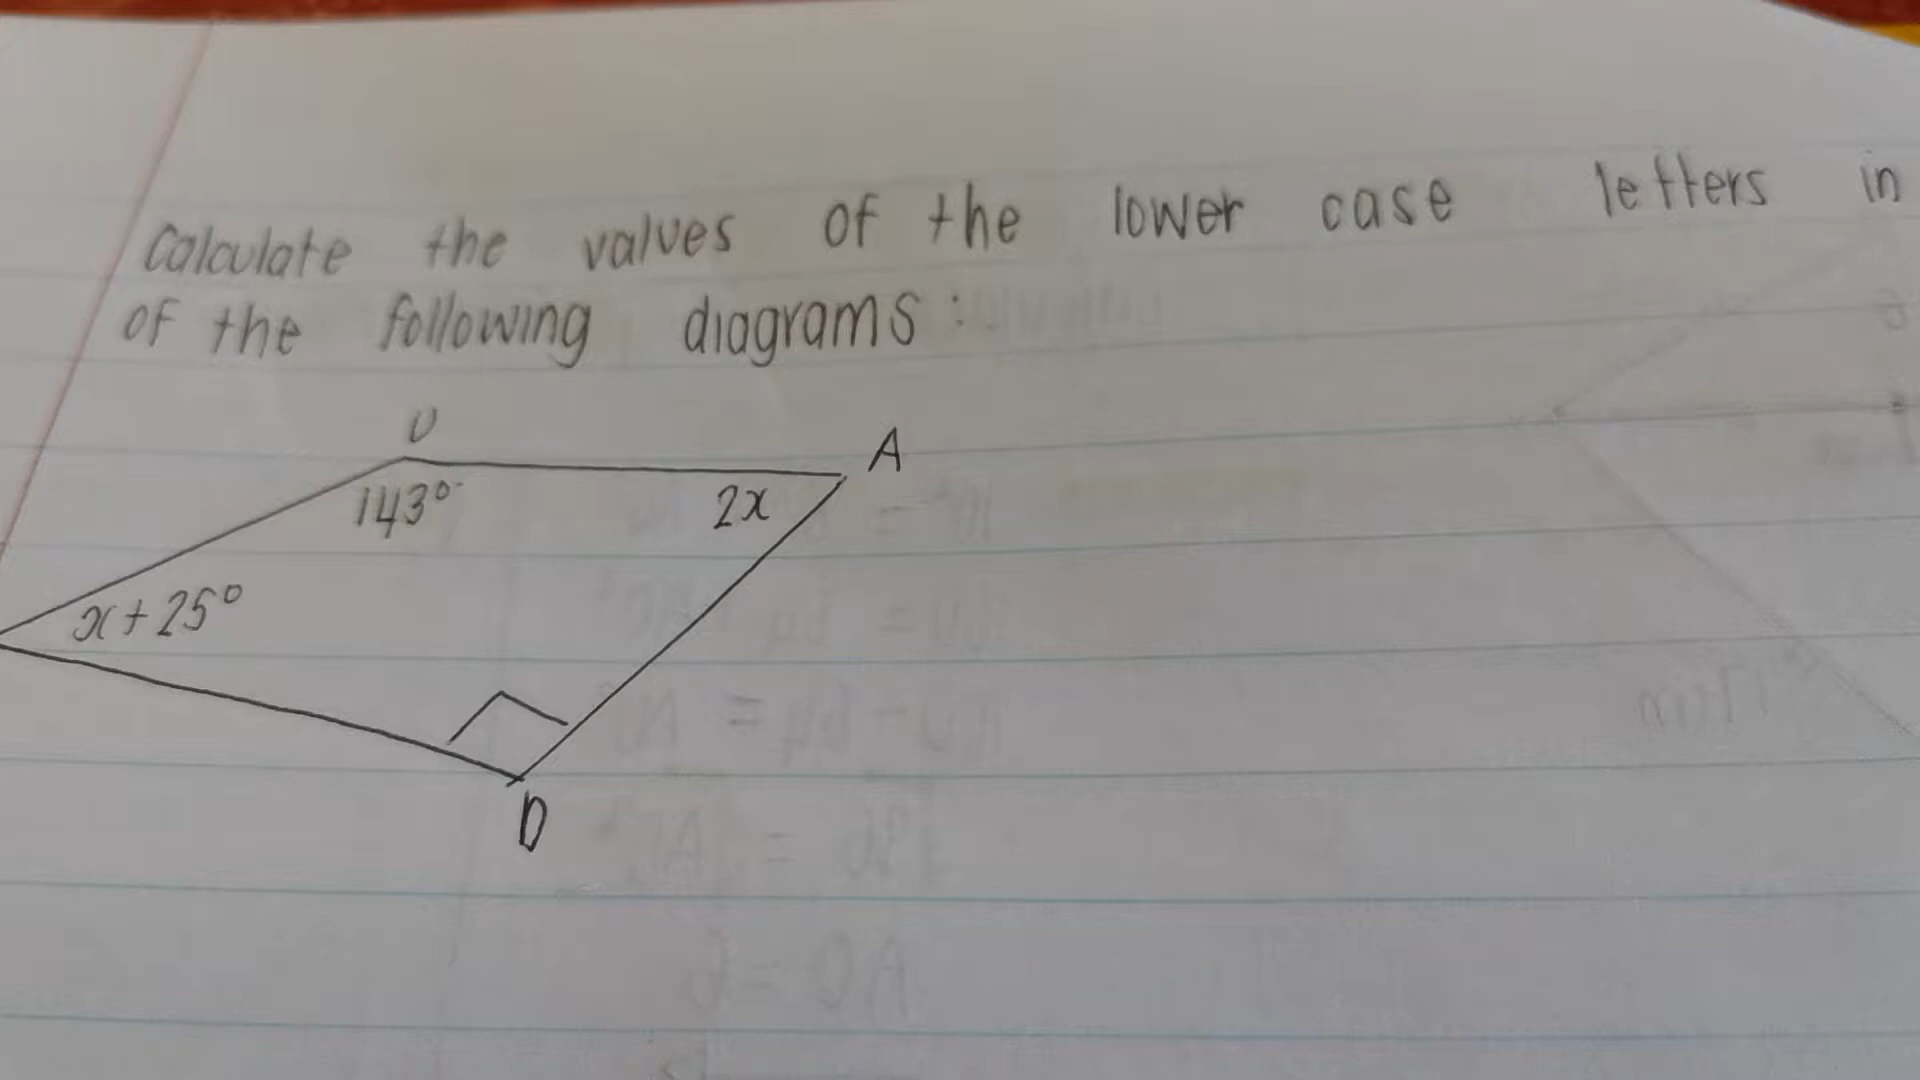 Calculate the values of the lower case letters in
of the following diagrams:
U
A
143°
2x
x+25°
D